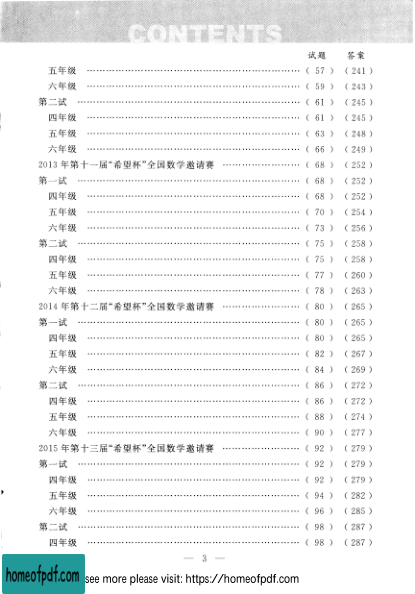 CONTENTS
试题 答案
五年级 ……………………………………………… ( 57 ) ( 241 )
六年级 ……………………………………………… ( 59 ) ( 243 )
第二试 ……………………………………………… ( 61 ) ( 245 )
四年级 ……………………………………………… ( 61 ) ( 245 )
五年级 ……………………………………………… ( 63 ) ( 248 )
六年级 ……………………………………………… ( 66 ) ( 249 )
2013 年第十一届“希望杯”全国数学邀请赛 ……………… ( 68 ) ( 252 )
第一试 ……………………………………………… ( 68 ) ( 252 )
四年级 ……………………………………………… ( 68 ) ( 252 )
五年级 ……………………………………………… ( 70 ) ( 254 )
六年级 ……………………………………………… ( 73 ) ( 256 )
第二试 ……………………………………………… ( 75 ) ( 258 )
四年级 ……………………………………………… ( 75 ) ( 258 )
五年级 ……………………………………………… ( 77 ) ( 260 )
六年级 ……………………………………………… ( 78 ) ( 263 )
2014 年第十二届“希望杯”全国数学邀请赛 ……………… ( 80 ) ( 265 )
第一试 ……………………………………………… ( 80 ) ( 265 )
四年级 ……………………………………………… ( 80 ) ( 265 )
五年级 ……………………………………………… ( 82 ) ( 267 )
六年级 ……………………………………………… ( 84 ) ( 269 )
第二试 ……………………………………………… ( 86 ) ( 272 )
四年级 ……………………………………………… ( 86 ) ( 272 )
五年级 ……………………………………………… ( 88 ) ( 274 )
六年级 ……………………………………………… ( 90 ) ( 277 )
2015 年第十三届“希望杯”全国数学邀请赛 ……………… ( 92 ) ( 279 )
第一试 ……………………………………………… ( 92 ) ( 279 )
四年级 ……………………………………………… ( 92 ) ( 279 )
五年级 ……………………………………………… ( 94 ) ( 282 )
六年级 ……………………………………………… ( 96 ) ( 285 )
第二试 ……………………………………………… ( 98 ) ( 287 )
四年级 ……………………………………………… ( 98 ) ( 287 )
— 3 —
homeofpdf.com see more please visit: https://homeofpdf.com